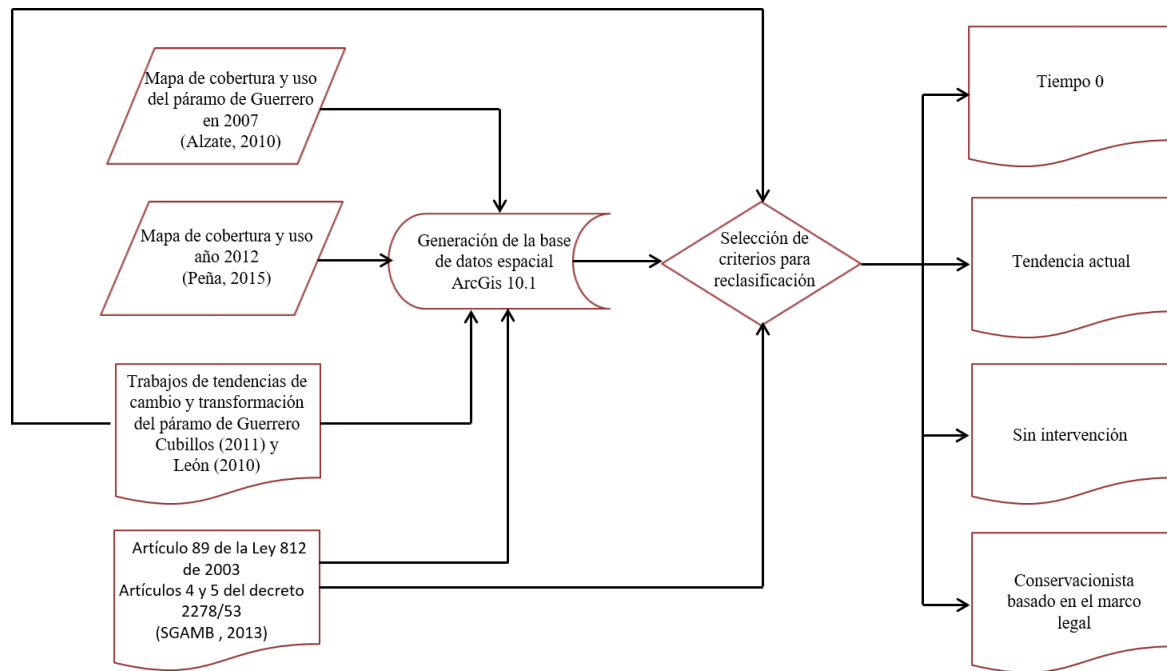 Mapa de cobertura y uso
del páramo de Guerrero
en 2007
(Alzate, 2010)
Mapa de cobertura y uso
año 2012
(Peña, 2015)
Trabajos de tendencias de
cambio y transformación
del páramo de Guerrero
Cubillos (2011) y
León (2010)
Artículo 89 de la Ley 812
de 2003
Artículos 4 y 5 del decreto
2278/53
(SGAMB , 2013)
Generación de la base
de datos espacial
ArcGis 10.1
Selección de
criterios para
reclasificación
Tiempo 0
Tendencia actual
Sin intervención
Conservacionista
basado en el marco
legal